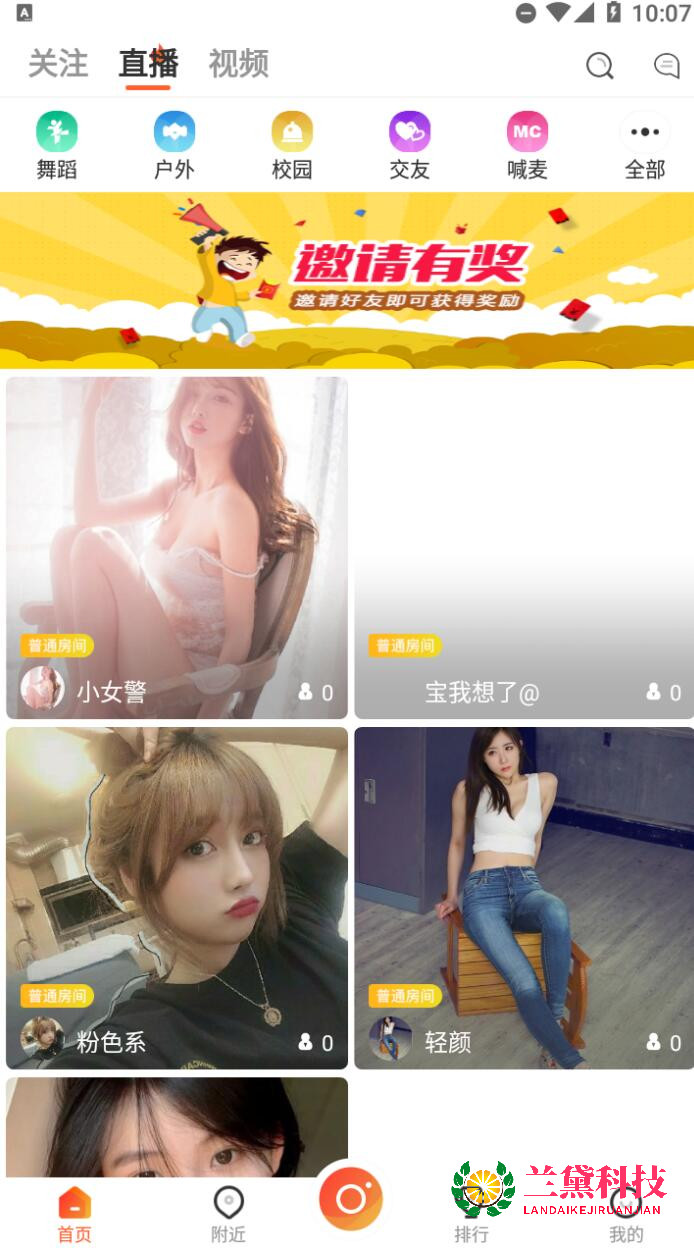 10:07
关注 直播 视频
MC
舞蹈 户外 校园 交友 喊麦 全部
邀请有奖
邀请好友即可获得奖励
普通房间 普通房间
小女警 0 宝我想了@ 0
普通房间 普通房间
粉色系 0 轻颜 0
兰黛科技
LANDAIKEJIRUANJIAN
首页 附近 排行 我的